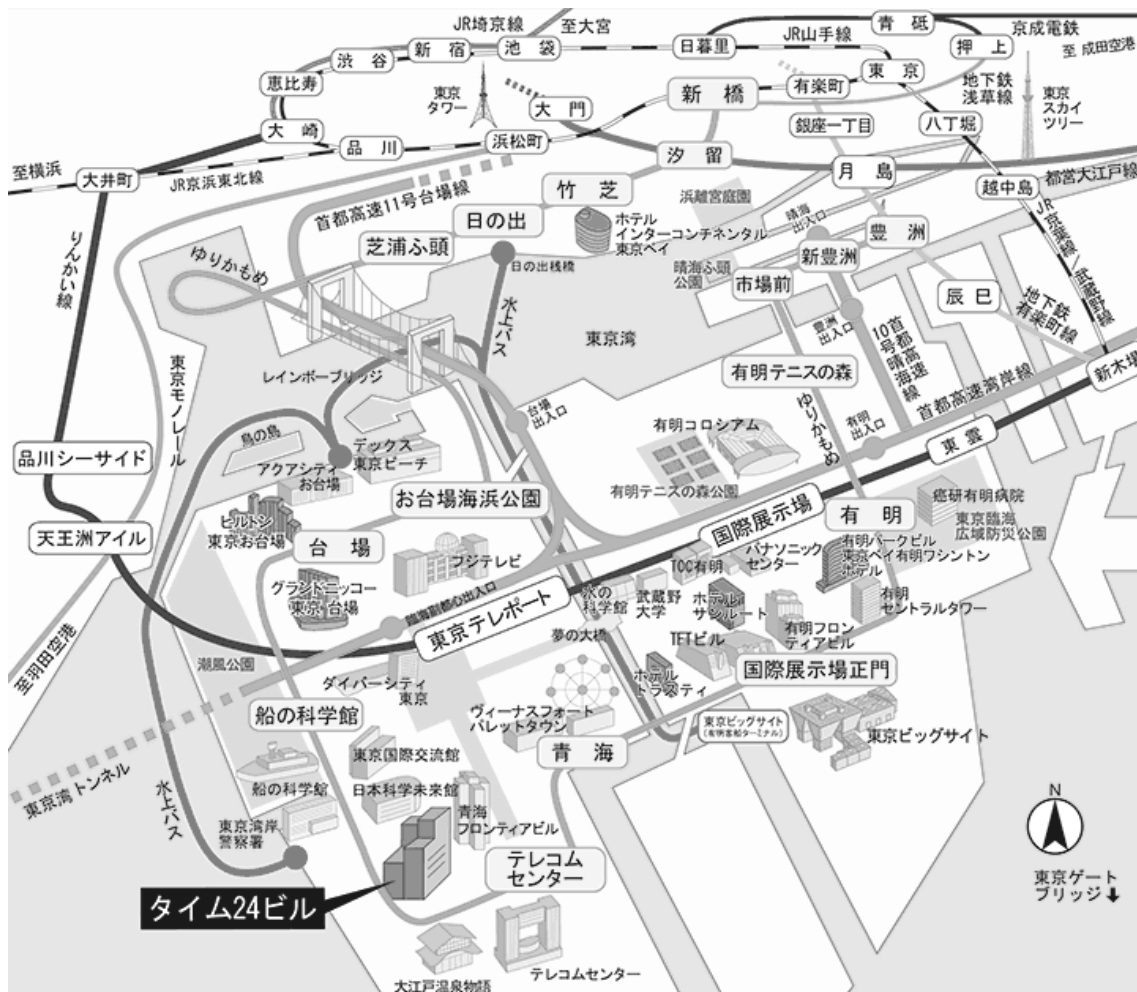 JR埼京線
至大宮
青砥
京成電鉄
渋谷
新宿
池袋
日暮里
JR山手線
押上
至 成田空港
恵比寿
東京
タワー
大門
新橋
有楽町
東京
地下鉄
浅草線
東京
スカイ
ツリー
大崎
銀座一丁目
八丁堀
至横浜
大井町
品川
浜松町
JR京浜東北線
汐留
月島
越中島
都営大江戸線
首都高速11号台場線
竹芝
浜離宮庭園
晴海
出入口
JR京葉線/武蔵野線
日の出
ホテル
インターコンチネンタル
東京ベイ
豊洲
りんかい線
ゆりかもめ
芝浦ふ頭
日の出桟橋
晴海ふ頭
公園
市場前
新豊洲
辰巳
地下鉄
有楽町線
水上バス
東京湾
豊洲
出入口
10号晴海線
首都高速
新木場
東京モノレール
レインボーブリッジ
有明テニスの森
首都高速湾岸線
台場
出入口
ゆりかもめ
有明
出入口
鳥の島
デックス
東京ビーチ
有明コロシアム
東雲
品川シーサイド
アクアシティ
お台場
お台場海浜公園
有明テニスの森公園
国際展示場
癌研有明病院
天王洲アイル
ヒルトン
東京お台場
台場
フジテレビ
有明
東京臨海
広域防災公園
TOC有明
パナソニック
センター
有明パークビル
東京ベイ有明ワシントン
ホテル
グランドニッコー
東京 台場
臨海副都心出入口
東京テレポート
水の
科学館
武蔵野
大学
ホテル
サンルート
有明
セントラルタワー
有明フロン
ティアビル
至羽田空港
潮風公園
夢の大橋
TFTビル
ダイバーシティ
東京
ホテル
トラスティ
国際展示場正門
船の科学館
ヴィーナスフォート
パレットタウン
東京ビッグサイト
(有明客船ターミナル)
東京ビッグサイト
東京国際交流館
青海
東京湾トンネル
船の科学館
日本科学未来館
水上バス
東京湾岸
警察署
青海
フロンティアビル
N
テレコム
センター
東京ゲート
ブリッジ
タイム24ビル
大江戸温泉物語
テレコムセンター